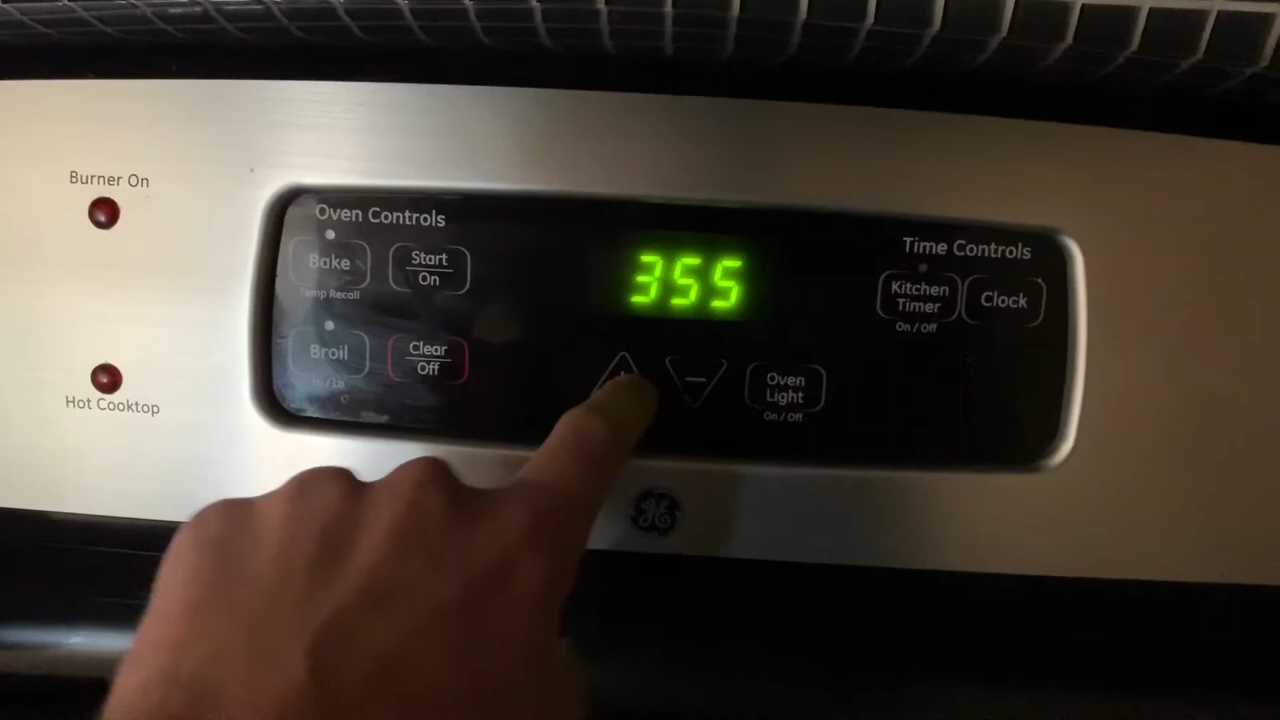 Burner On
Hot Cooktop
Oven Controls
Bake
Temp Recall
Start
On
Broil
Hi / Lo
Clear
Off
355
+
−
Oven
Light
On / Off
Time Controls
Kitchen
Timer
On / Off
Clock
GE